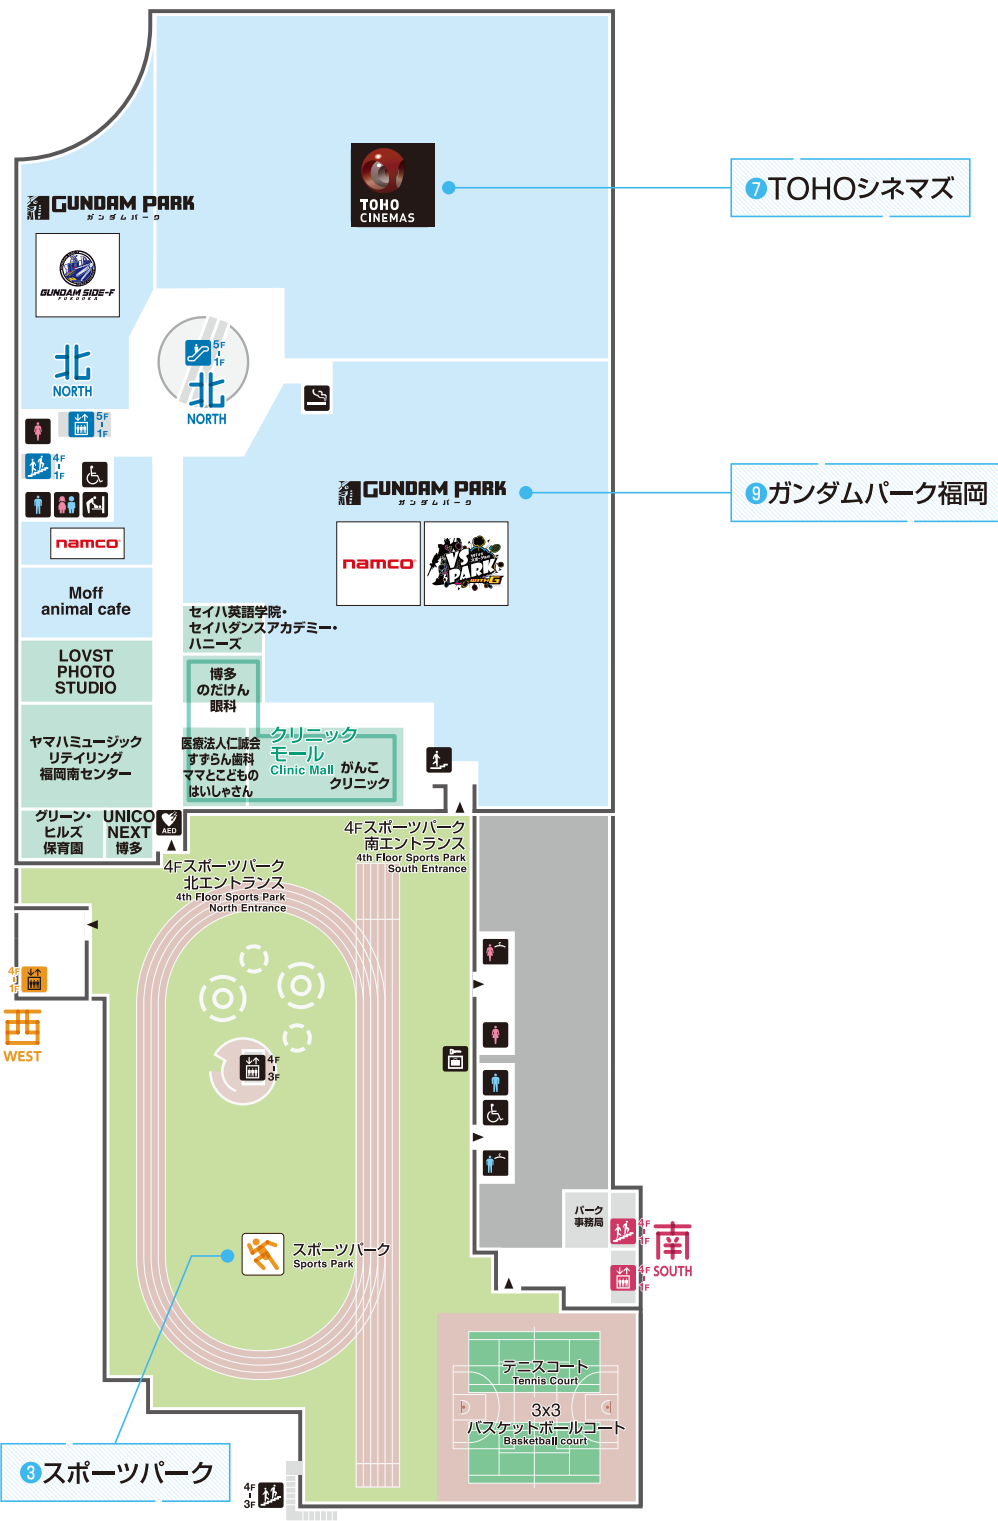 TOHO
CINEMAS
❼TOHOシネマズ
GUNDAM PARK
ガンダムパーク
GUNDAM SIDE-F
FUKUOKA
北
NORTH
5F
1F
北
NORTH
5F
1F
4F
1F
namco
GUNDAM PARK
ガンダムパーク
❾ガンダムパーク福岡
namco
VS
PARK
WITH G
Moff
animal cafe
セイハ英語学院・
セイハダンスアカデミー・
ハニーズ
LOVST
PHOTO
STUDIO
博多
のだけん
眼科
ヤマハミュージック
リテイリング
福岡南センター
医療法人仁誠会
すずらん歯科
ママとこどもの
はいしゃさん
クリニック
モール
Clinic Mall
がんこ
クリニック
グリーン・
ヒルズ
保育園
UNICO
NEXT
博多
AED
4Fスポーツパーク
南エントランス
4th Floor Sports Park
South Entrance
4Fスポーツパーク
北エントランス
4th Floor Sports Park
North Entrance
4F
1F
西
WEST
4F
3F
パーク
事務局
4F
1F
南
SOUTH
4F
1F
スポーツパーク
Sports Park
テニスコート
Tennis Court
3x3
バスケットボールコート
Basketball court
❸スポーツパーク
4F
3F